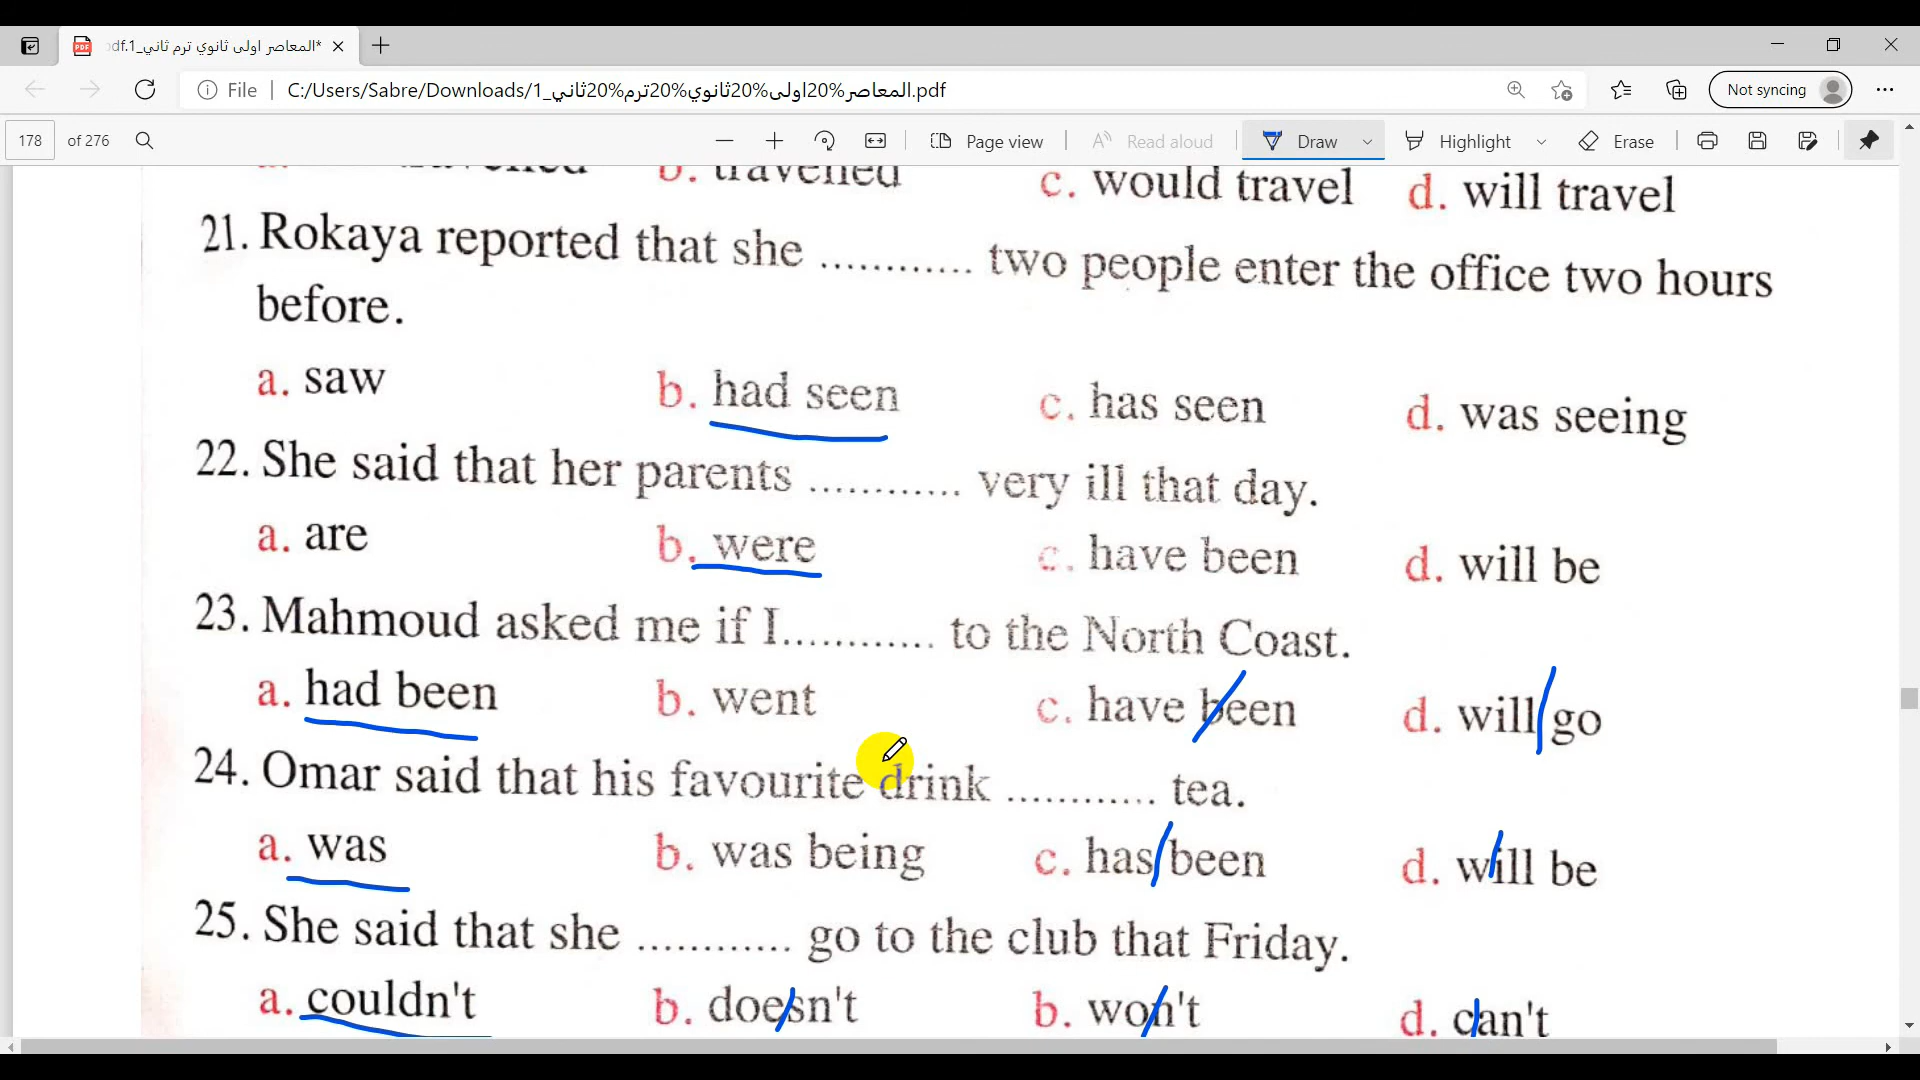 المعاصر اولى ثانوي ترم ثاني_1.pdf*
File C:/Users/Sabre/Downloads/1_المعاصر%20اولى%20ثانوي%20ترم%20ثاني.pdf
Not syncing
178 of 276 Page view Read aloud Draw Highlight Erase
b. travelled c. would travel d. will travel
21. Rokaya reported that she ............ two people enter the office two hours
before.
a. saw b. had seen c. has seen d. was seeing
22. She said that her parents ............ very ill that day.
a. are b. were c. have been d. will be
23. Mahmoud asked me if I............ to the North Coast.
a. had been b. went c. have been d. will go
24. Omar said that his favourite drink ............ tea.
a. was b. was being c. has been d. will be
25. She said that she ............ go to the club that Friday.
a. couldn't b. doesn't b. won't d. can't